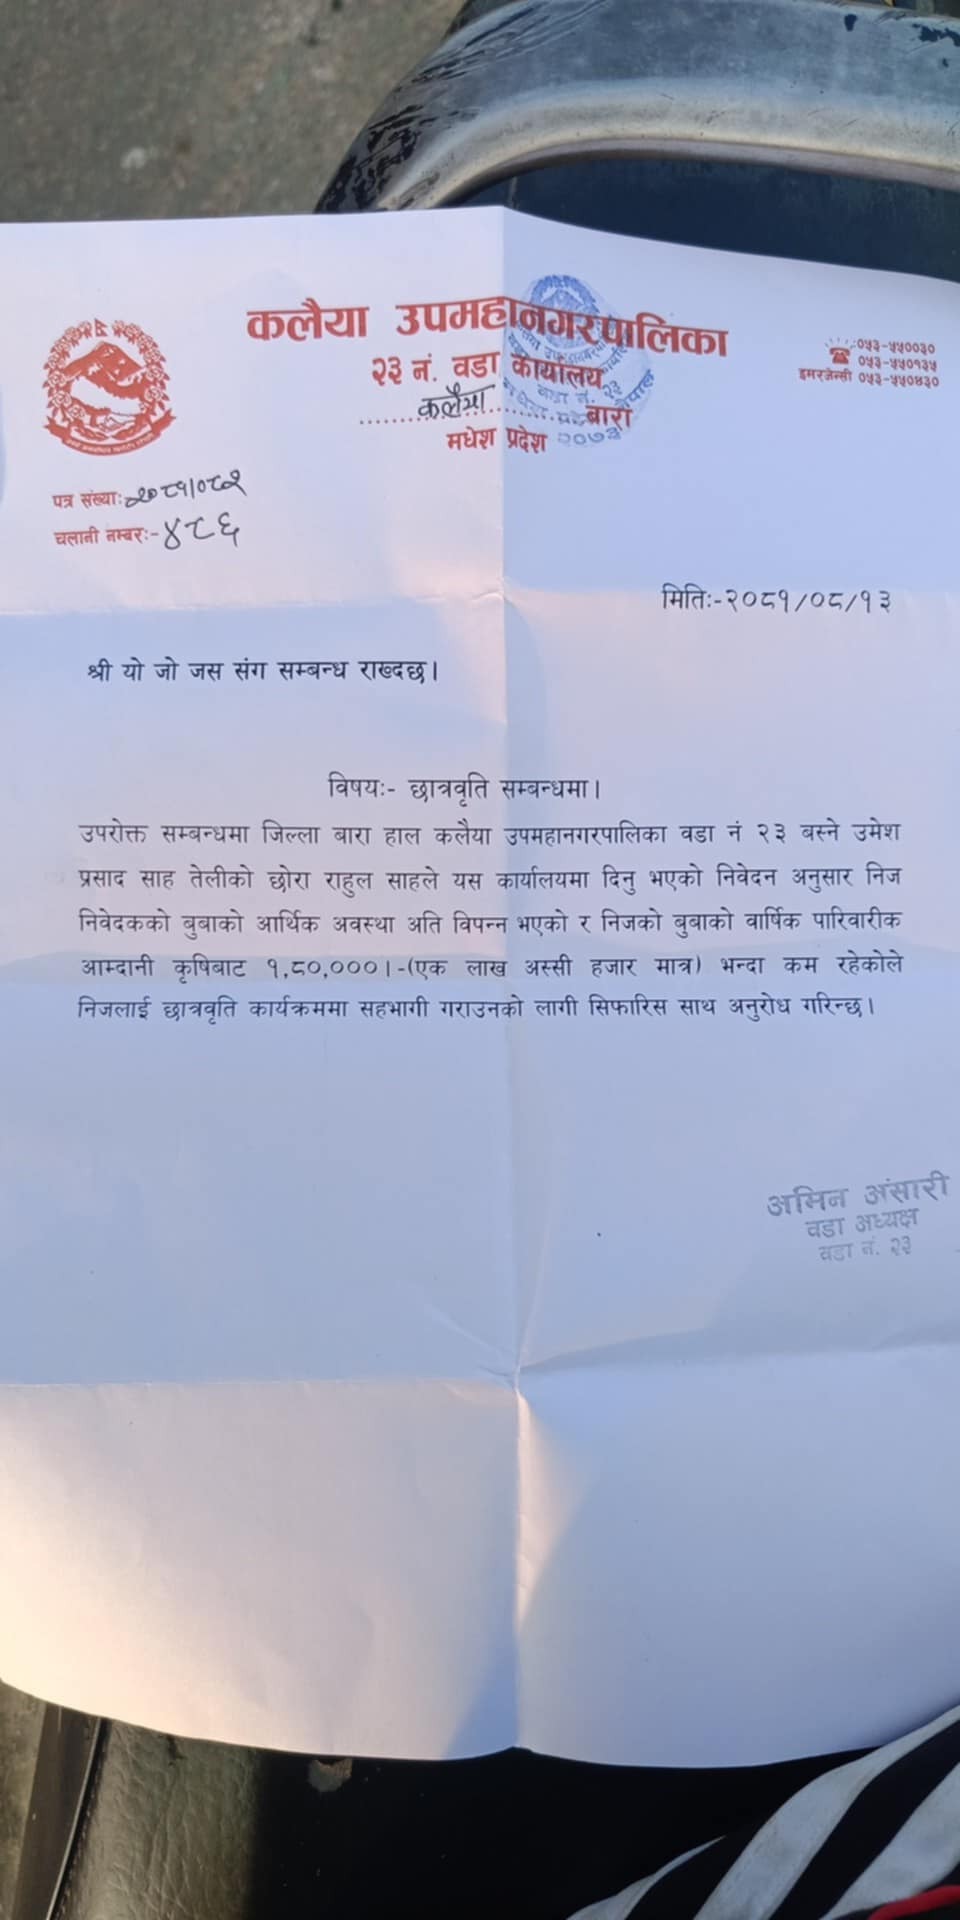 कलैया उपमहानगरपालिका
२३ नं. वडा कार्यालय
कलैया बारा
मधेश प्रदेश
०५३-५५००३०
०५३-५५०१३५
इमरजेन्सी ०५३-५५०४३०
पत्र संख्या:२०८१/०८२
चलानी नम्बर:-४८६
मिति:-२०८१/०८/१३
श्री यो जो जस संग सम्बन्ध राख्दछ।
विषय:- छात्रवृति सम्बन्धमा।
उपरोक्त सम्बन्धमा जिल्ला बारा हाल कलैया उपमहानगरपालिका वडा नं २३ बस्ने उमेश
प्रसाद साह तेलीको छोरा राहुल साहले यस कार्यालयमा दिनु भएको निवेदन अनुसार निज
निवेदकको बुबाको आर्थिक अवस्था अति विपन्न भएको र निजको बुबाको वार्षिक पारिवारीक
आम्दानी कृषिबाट १,८०,०००।-(एक लाख अस्सी हजार मात्र) भन्दा कम रहेकोले
निजलाई छात्रवृति कार्यक्रममा सहभागी गराउनको लागी सिफारिस साथ अनुरोध गरिन्छ।
अमिन अंसारी
वडा अध्यक्ष
वडा नं. २३